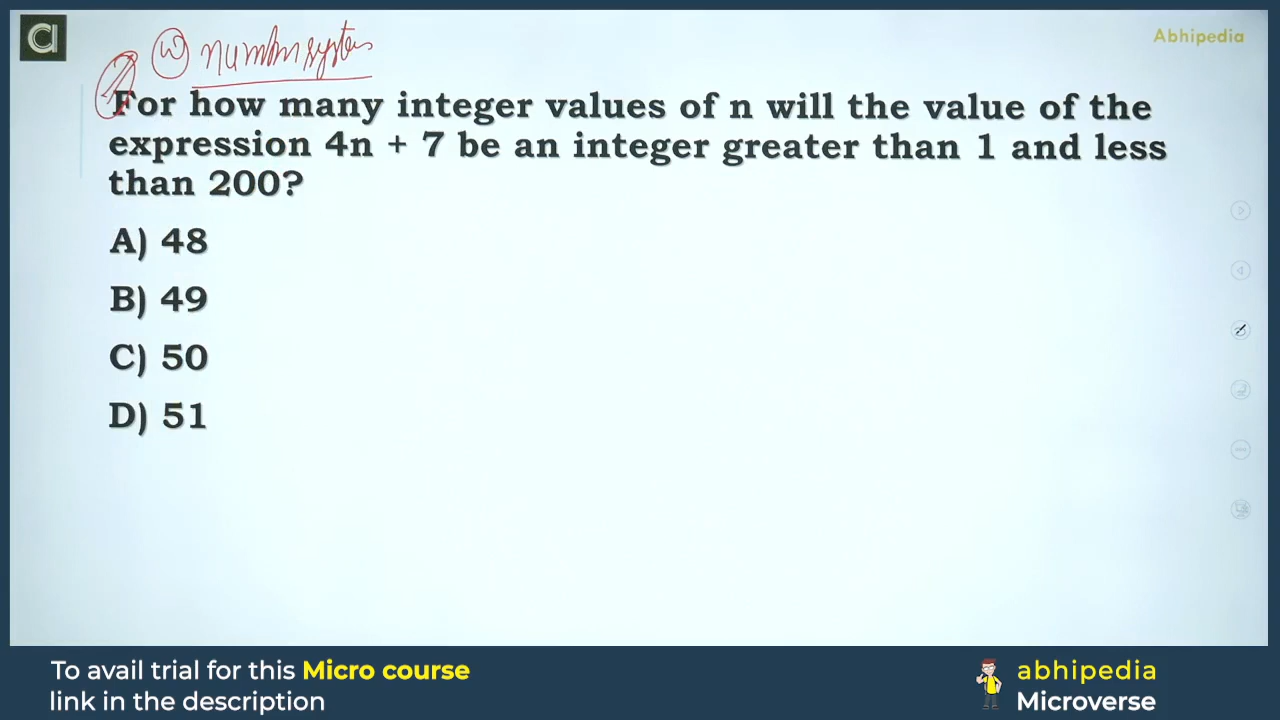 Abhipedia
number system
For how many integer values of n will the value of the
expression 4n + 7 be an integer greater than 1 and less
than 200?
A) 48
B) 49
C) 50
D) 51
To avail trial for this Micro course
link in the description
abhipedia
Microverse